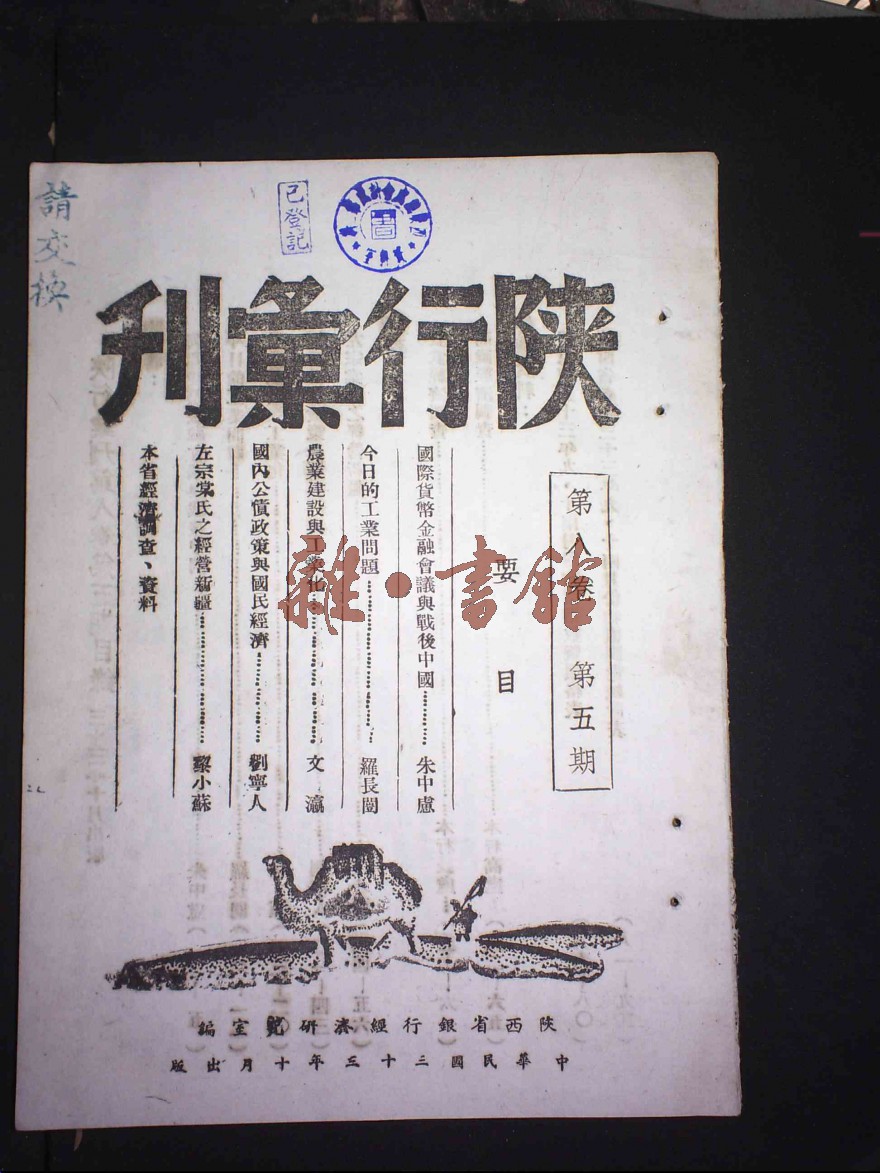 請交換
已登記
陝行彙刊
第八卷　第五期
要目
國際貨幣金融會議與戰後中國…………朱中慮
今日的工業問題…………羅長閩
農業建設與工業化…………文瀛
國內公債政策與國民經濟…………劉寧人
左宗棠氏之經營新疆…………黎小蘇
本省經濟調查、資料
雜·書館
陝西省銀行經濟研究室編
中華民國三十三年十月出版